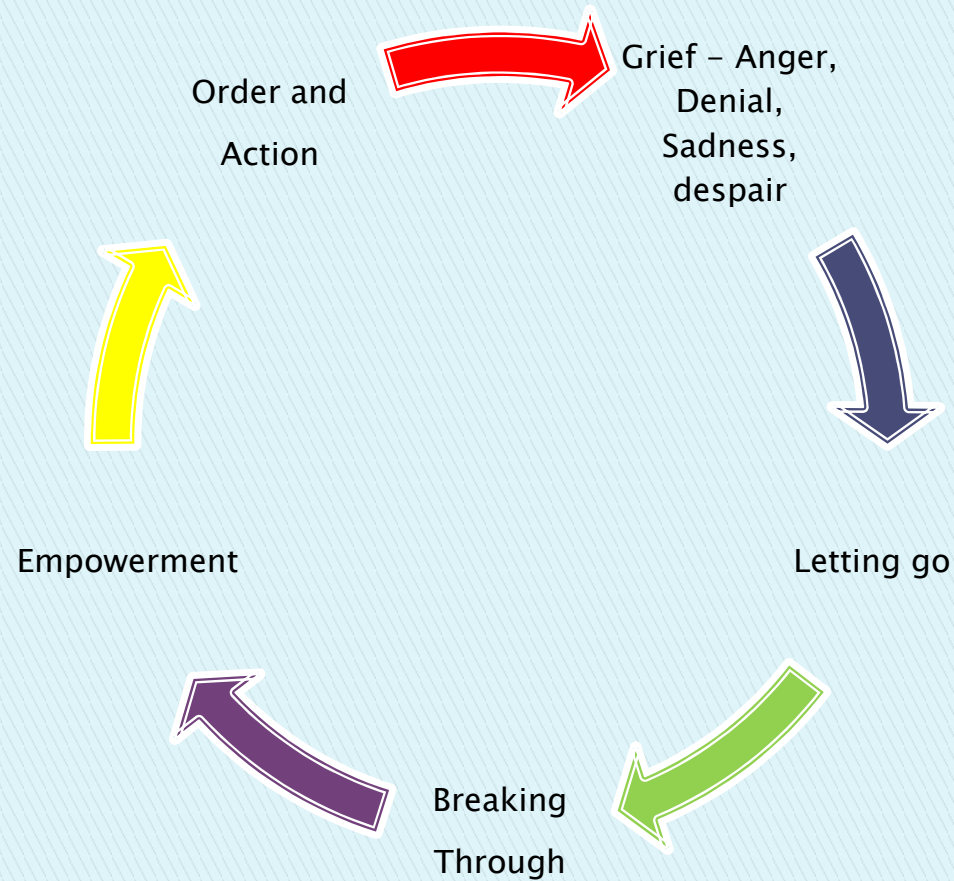 Order and
Action
Grief – Anger,
Denial,
Sadness,
despair
Empowerment
Letting go
Breaking
Through